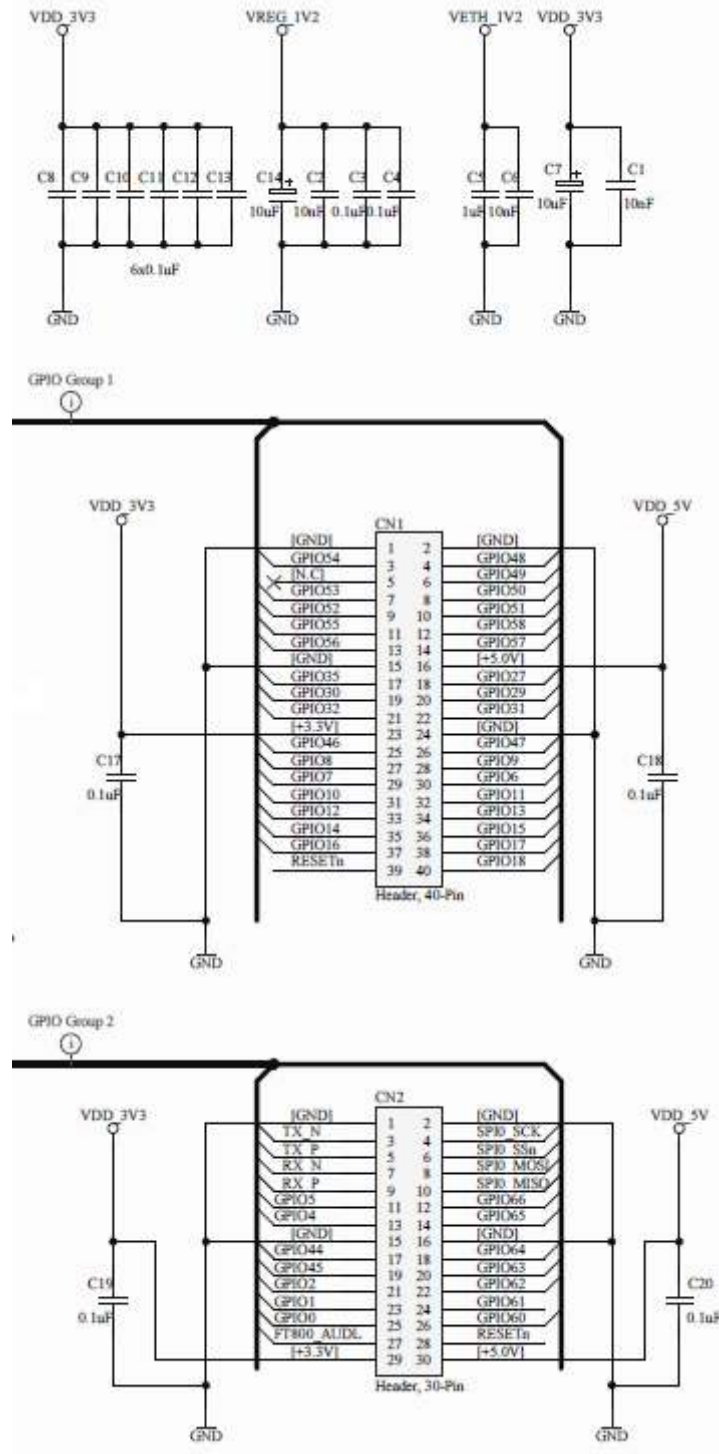 VDD_3V3 VREG_1V2 VETH_1V2 VDD_3V3
C8 C9 C10 C11 C12 C13 C14 + C2 C3 C4 C5 C6 C7 + C1
10uF 10nF 0.1uF 0.1uF 1uF 10nF 10uF 10nF
6x0.1uF
GND GND GND GND
GPIO Group 1
i
VDD_3V3 VDD_5V
CN1
[GND] 1 2 [GND]
GPIO54 3 4 GPIO48
[N.C] 5 6 GPIO49
GPIO53 7 8 GPIO50
GPIO52 9 10 GPIO51
GPIO55 11 12 GPIO58
GPIO56 13 14 GPIO57
[GND] 15 16 [+5.0V]
GPIO35 17 18 GPIO27
GPIO30 19 20 GPIO29
GPIO32 21 22 GPIO31
[+3.3V] 23 24 [GND]
GPIO46 25 26 GPIO47
GPIO8 27 28 GPIO9
GPIO7 29 30 GPIO6
GPIO10 31 32 GPIO11
GPIO12 33 34 GPIO13
GPIO14 35 36 GPIO15
GPIO16 37 38 GPIO17
RESETn 39 40 GPIO18
C17 C18
0.1uF 0.1uF
Header, 40-Pin
GND GND
GPIO Group 2
i
VDD_3V3 VDD_5V
CN2
[GND] 1 2 [GND]
TX_N 3 4 SPI0_SCK
TX_P 5 6 SPI0_SSn
RX_N 7 8 SPI0_MOSI
RX_P 9 10 SPI0_MISO
GPIO5 11 12 GPIO66
GPIO4 13 14 GPIO65
[GND] 15 16 [GND]
GPIO44 17 18 GPIO64
GPIO45 19 20 GPIO63
GPIO2 21 22 GPIO62
GPIO1 23 24 GPIO61
GPIO0 25 26 GPIO60
FT800_AUDL 27 28 RESETn
[+3.3V] 29 30 [+5.0V]
C19 C20
0.1uF 0.1uF
Header, 30-Pin
GND GND